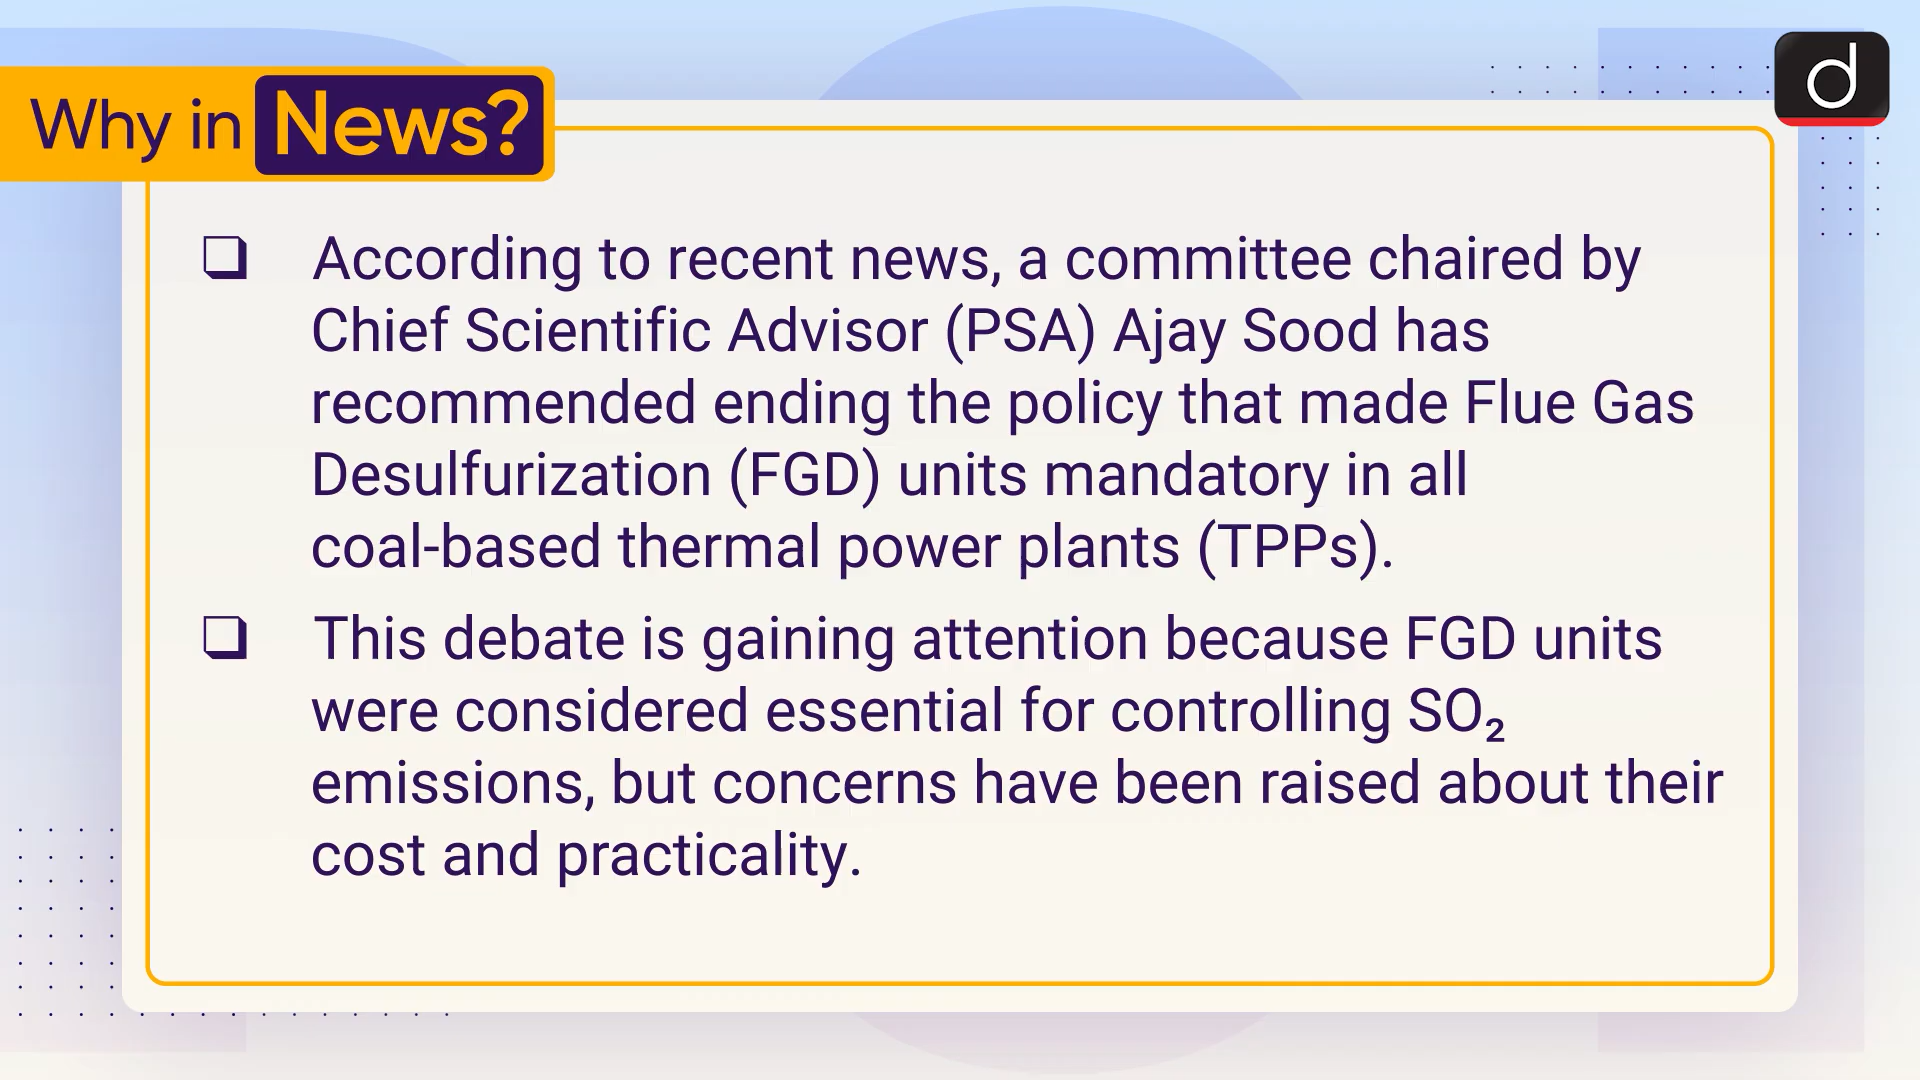 Why in News?
d
❑ According to recent news, a committee chaired by
Chief Scientific Advisor (PSA) Ajay Sood has
recommended ending the policy that made Flue Gas
Desulfurization (FGD) units mandatory in all
coal-based thermal power plants (TPPs).
❑ This debate is gaining attention because FGD units
were considered essential for controlling SO₂
emissions, but concerns have been raised about their
cost and practicality.